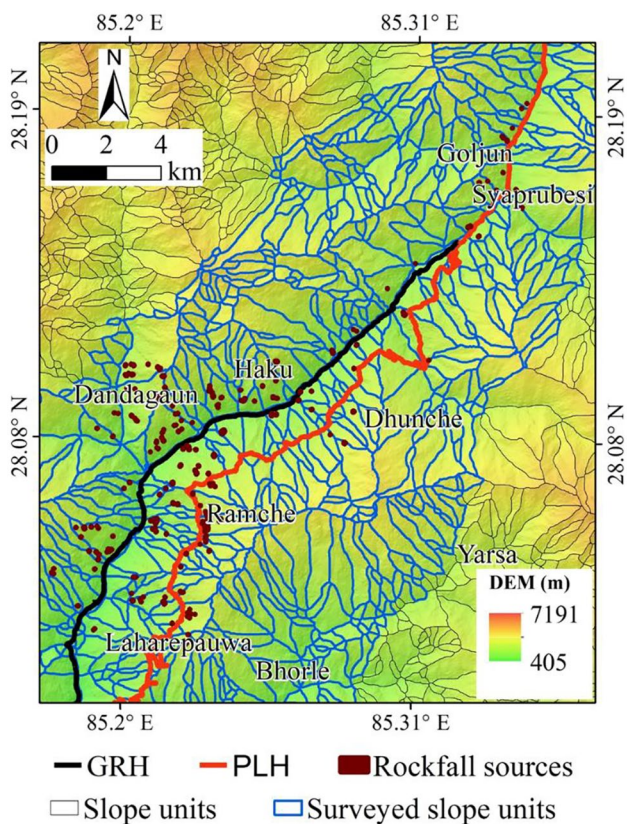 85.2° E 85.31° E
N
0 2 4
km
28.19° N
28.19° N
Goljun
Syaprubesi
Haku
Dandagaun
Dhunche
28.08° N
28.08° N
Ramche
Yarsa
DEM (m)
7191
405
Laharepauwa
Bhorle
85.2° E 85.31° E
GRH PLH Rockfall sources
Slope units Surveyed slope units